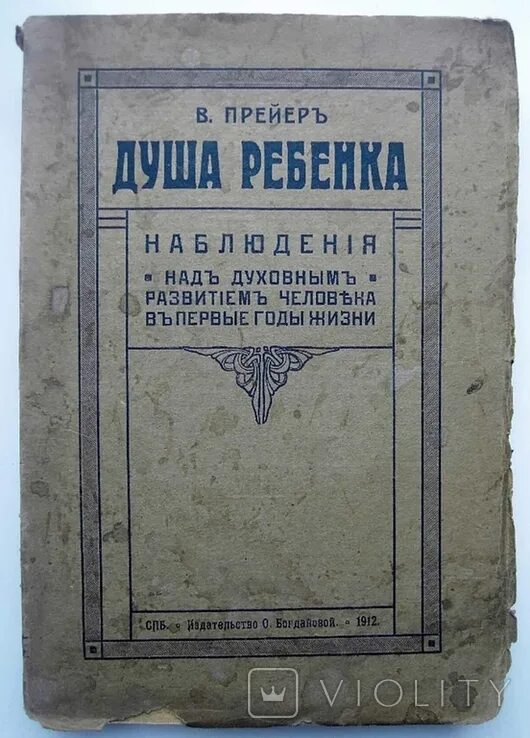 В. ПРЕЙЕРЪ
ДУША РЕБЕНКА
НАБЛЮДЕНІЯ
НАДЪ ДУХОВНЫМЪ
РАЗВИТІЕМЪ ЧЕЛОВѢКА
ВЪ ПЕРВЫЕ ГОДЫ ЖИЗНИ
СПБ. • Издательство О. Богдановой. • 1912.
VIOLITY